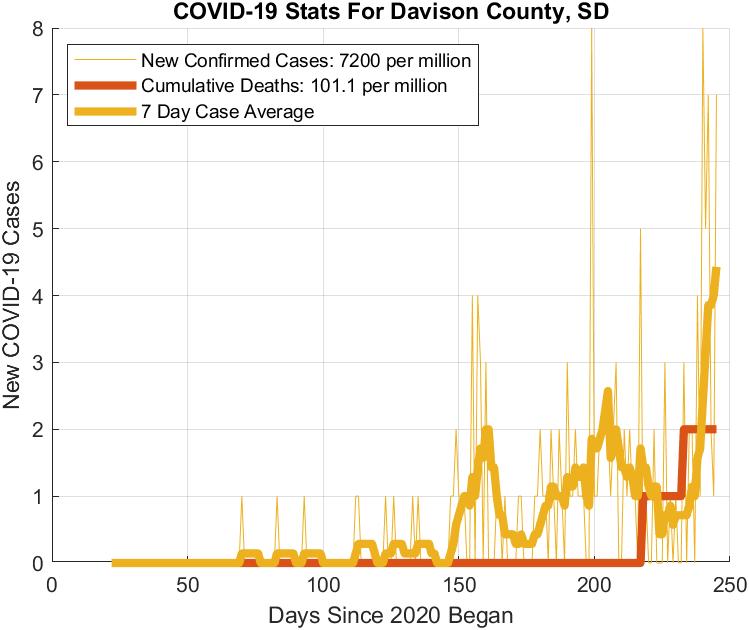 COVID-19 Stats For Davison County, SD
8
New Confirmed Cases: 7200 per million
Cumulative Deaths: 101.1 per million
7 Day Case Average
7
6
5
4
3
2
1
0
New COVID-19 Cases
0 50 100 150 200 250
Days Since 2020 Began